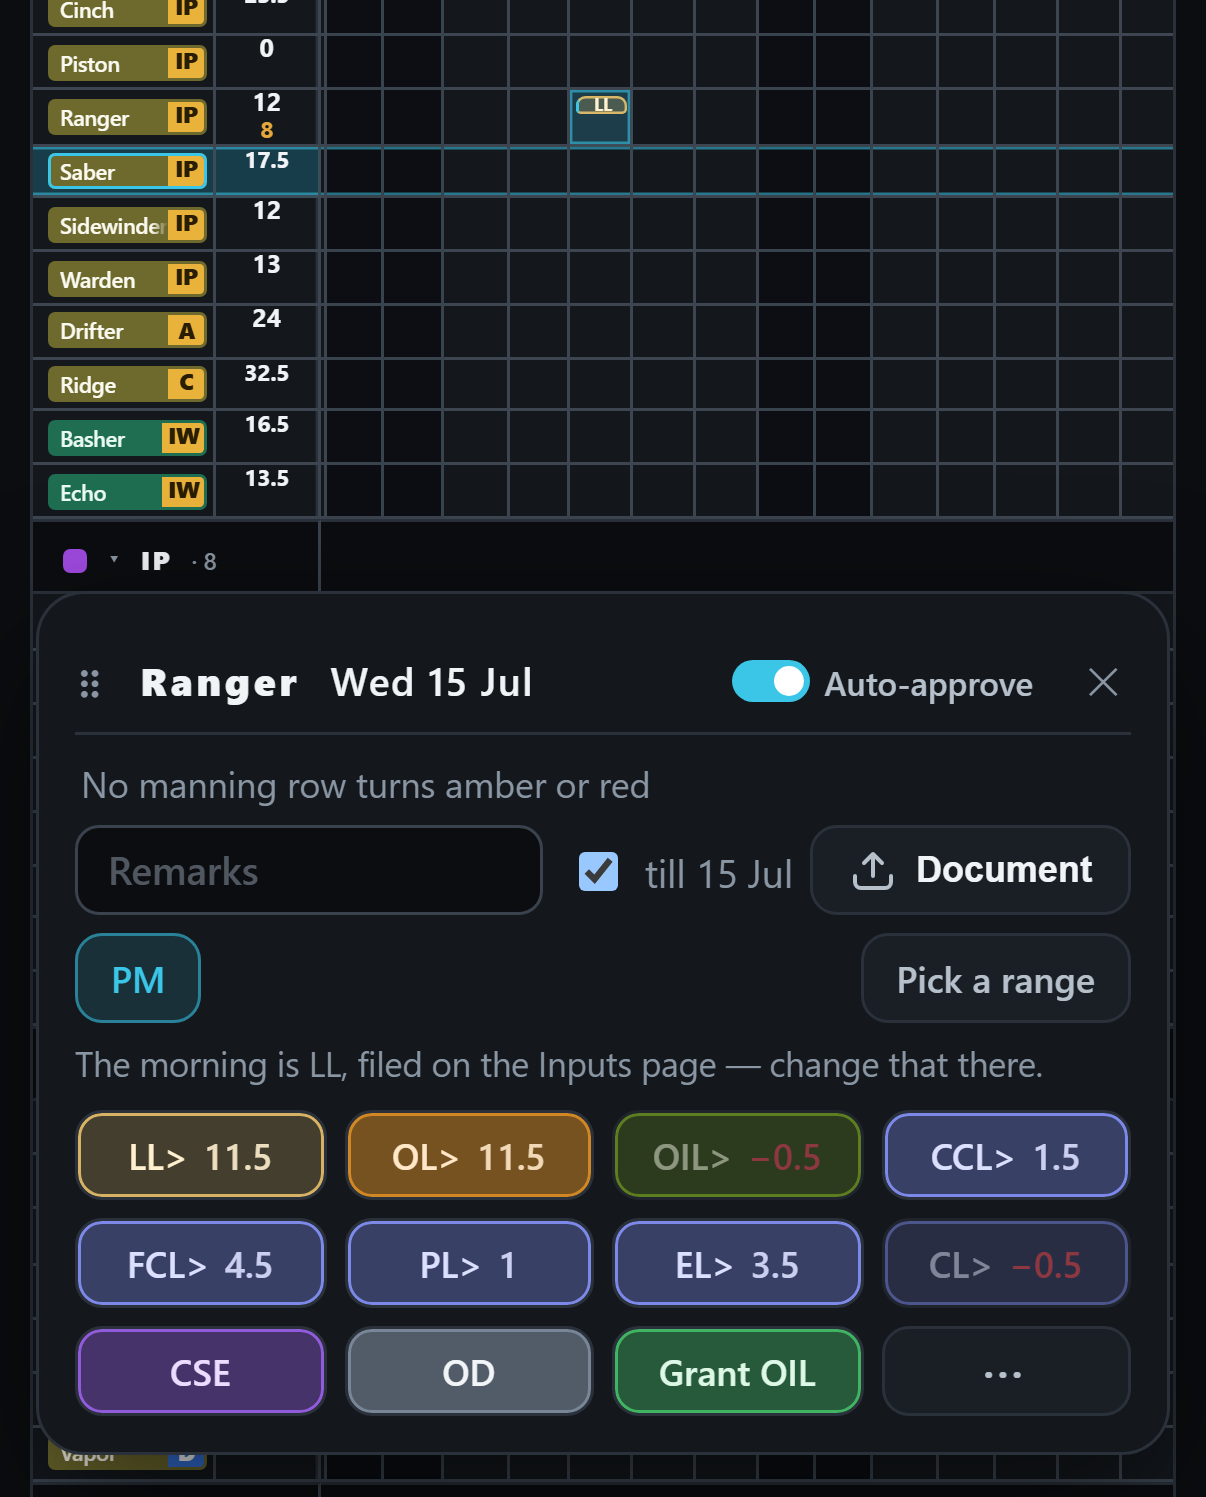 Cinch IP
Piston IP 0
Ranger IP 12 LL
8
Saber IP 17.5
Sidewinder IP 12
Warden IP 13
Drifter A 24
Ridge C 32.5
Basher IW 16.5
Echo IW 13.5
IP · 8
Ranger Wed 15 Jul Auto-approve
No manning row turns amber or red
Remarks till 15 Jul Document
PM Pick a range
The morning is LL, filed on the Inputs page — change that there.
LL> 11.5 OL> 11.5 OIL> −0.5 CCL> 1.5
FCL> 4.5 PL> 1 EL> 3.5 CL> −0.5
CSE OD Grant OIL ...
Vapor